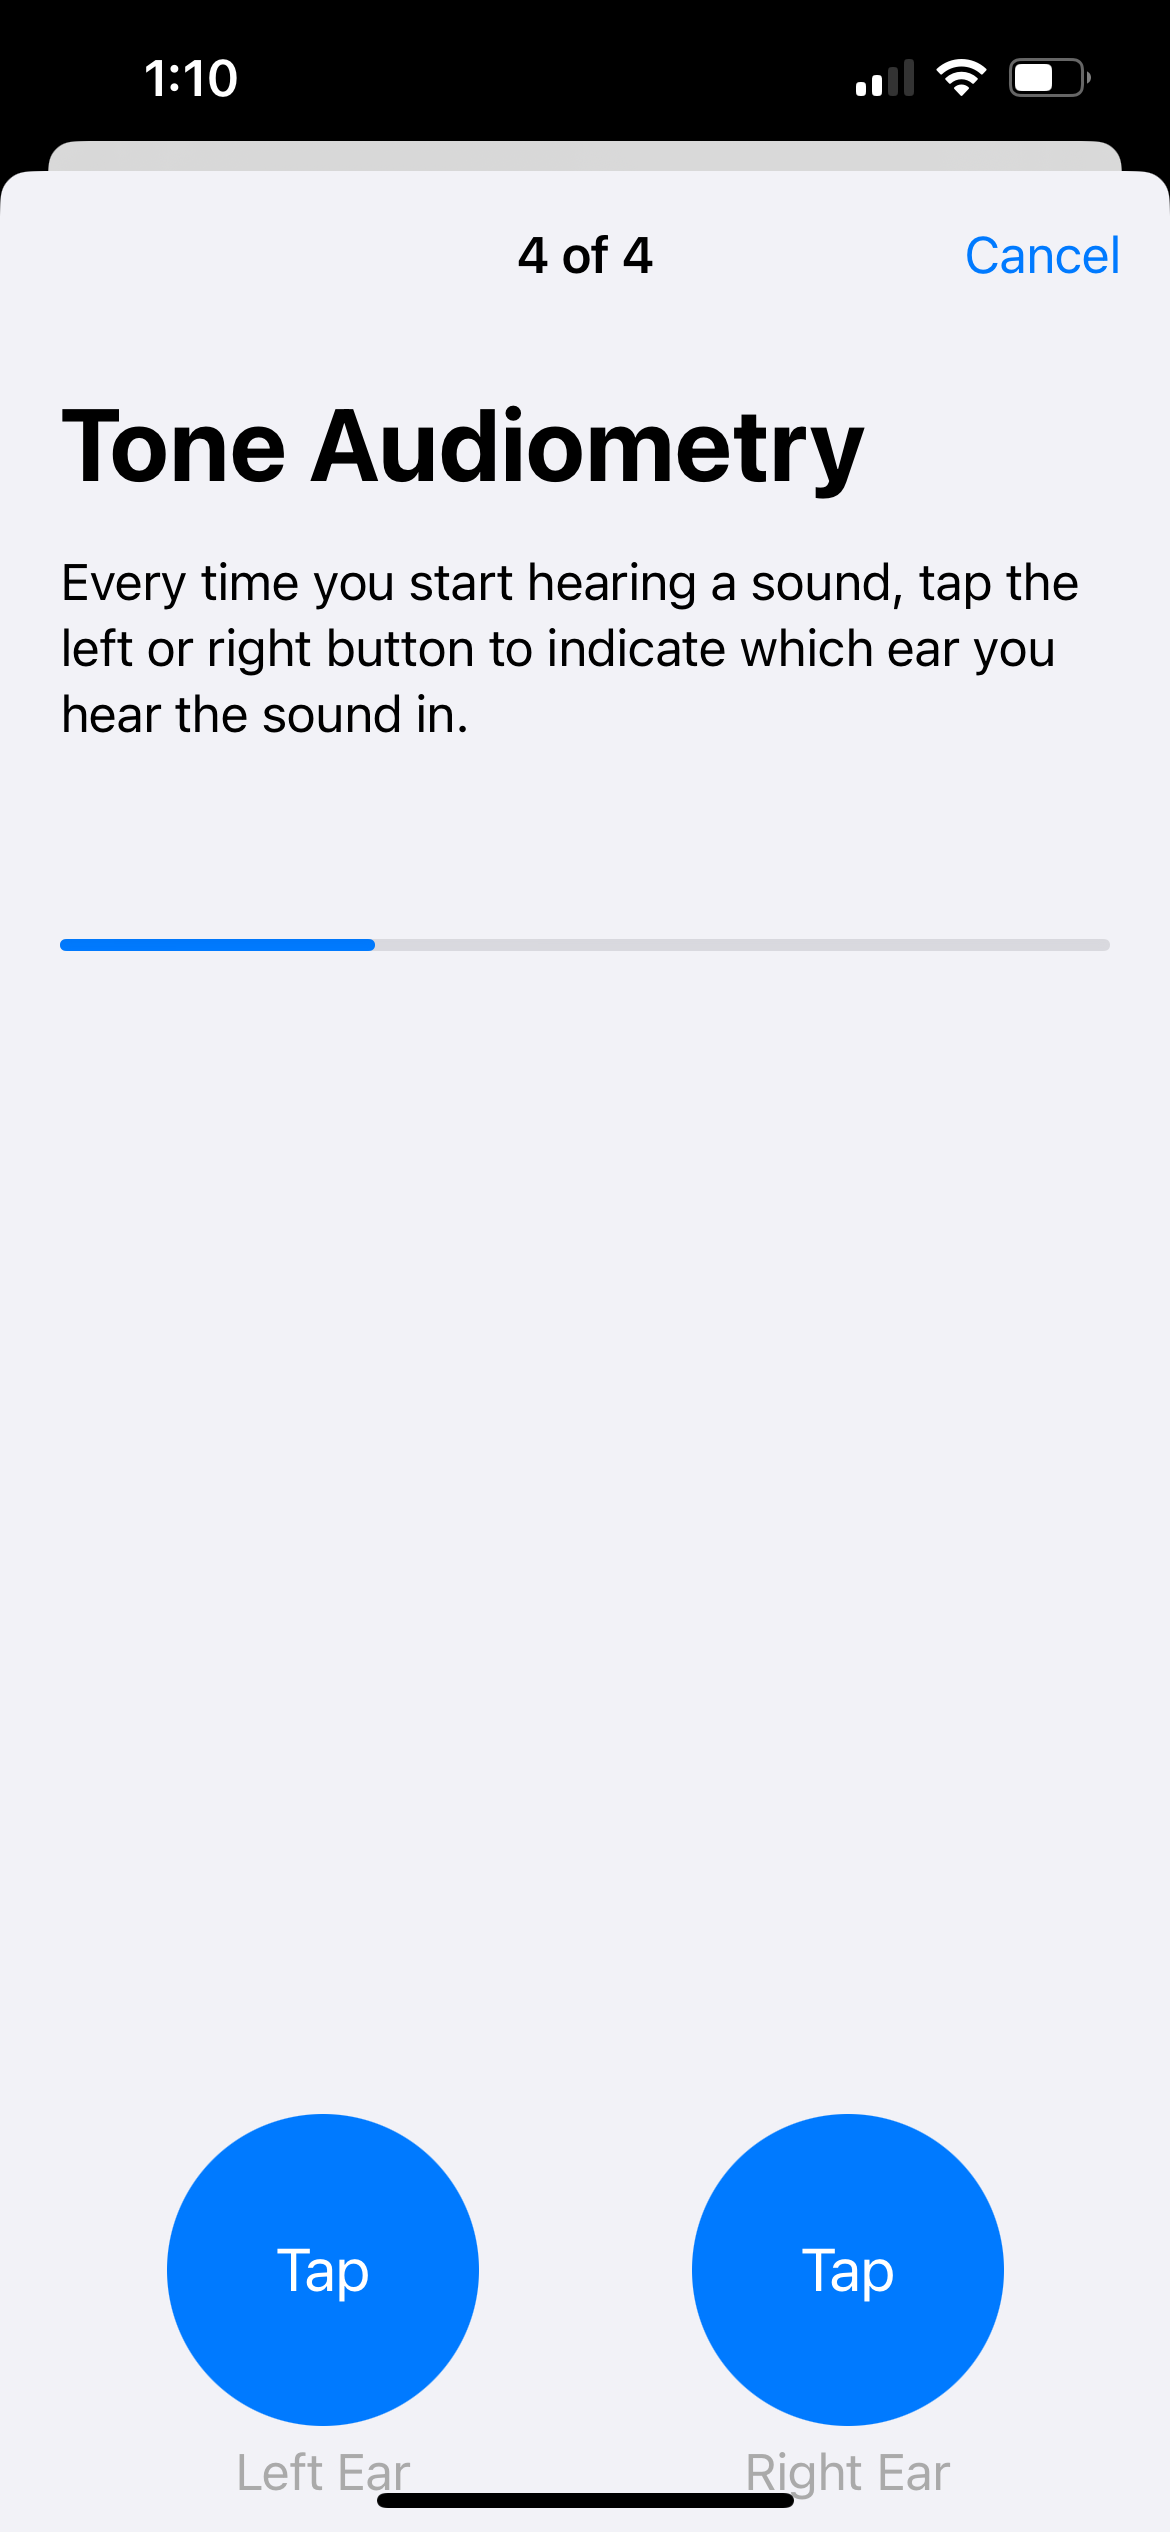 1:10
4 of 4
Cancel
Tone Audiometry
Every time you start hearing a sound, tap the
left or right button to indicate which ear you
hear the sound in.
Tap
Tap
Left Ear
Right Ear